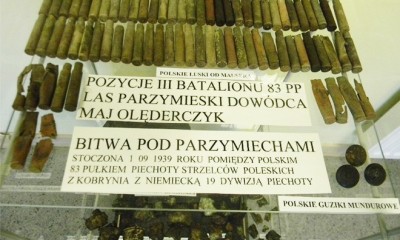 POLSKIE ŁUSKI OD
POZYCJE III BATALIONU 83 PP
LAS PARZYMIESKI DOWÓDCA
MAJ OLĘDERCZYK
BITWA POD PARZYMIECHAMI
STOCZONA 1 09 1939 ROKU POMIĘDZY POLSKIM
83 PUŁKIEM PIECHOTY STRZELCÓW POLESKICH
Z KOBRYNIA Z NIEMIECKĄ 19 DYWIZJĄ PIECHOTY
POLSKIE GUZIKI MUNDUROWE